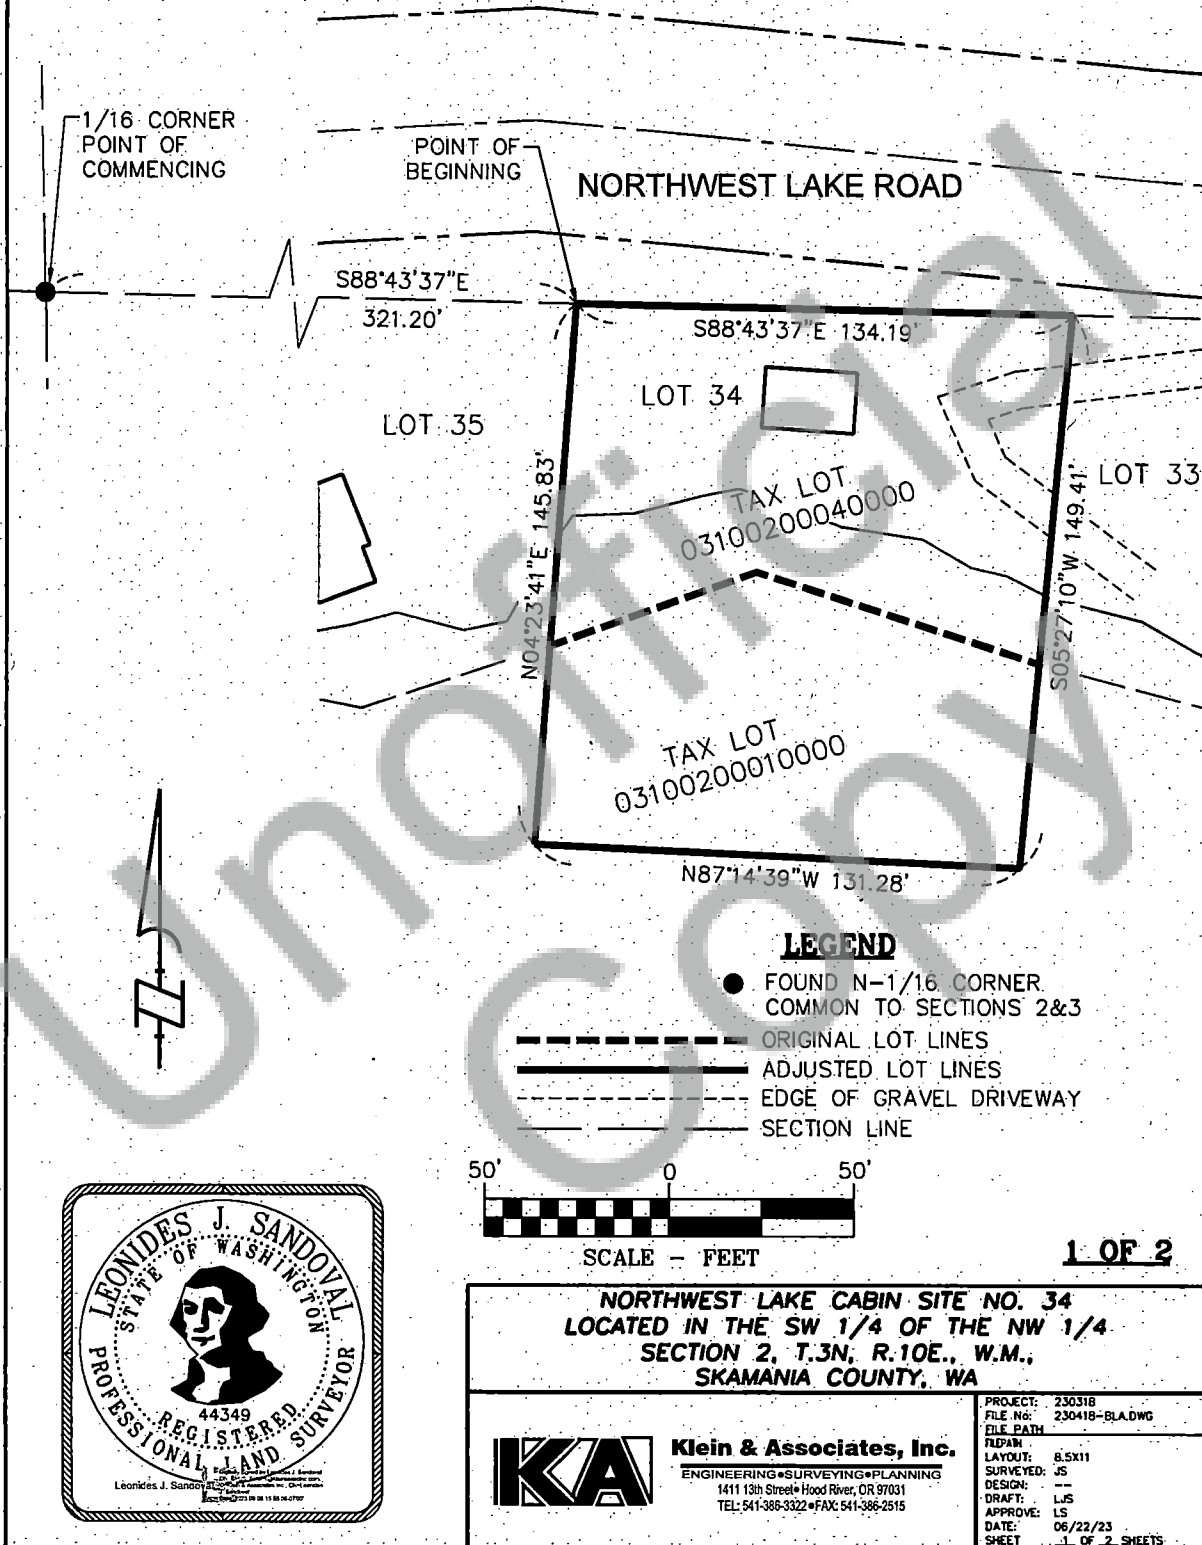 1/16 CORNER
POINT OF
COMMENCING
POINT OF
BEGINNING
NORTHWEST LAKE ROAD
S88°43'37"E
321.20'
S88°43'37"E 134.19'
LOT 34
LOT 35
LOT 33
TAX LOT
03100200040000
N04°23'41"E 145.83'
S05°27'10"W 149.41'
TAX LOT
03100200010000
N87°14'39"W 131.28'
LEGEND
FOUND N-1/16 CORNER
COMMON TO SECTIONS 2&3
ORIGINAL LOT LINES
ADJUSTED LOT LINES
EDGE OF GRAVEL DRIVEWAY
SECTION LINE
50' 0 50'
SCALE - FEET
1 OF 2
LEONIDES J. SANDOVAL
STATE OF WASHINGTON
44349
REGISTERED
PROFESSIONAL LAND SURVEYOR
Leonides J. Sandoval
NORTHWEST LAKE CABIN SITE NO. 34
LOCATED IN THE SW 1/4 OF THE NW 1/4
SECTION 2, T.3N, R.10E., W.M.,
SKAMANIA COUNTY, WA
KA
Klein & Associates, Inc.
ENGINEERING•SURVEYING•PLANNING
1411 13th Street• Hood River, OR 97031
TEL: 541-386-3322•FAX: 541-386-2515
PROJECT: 230318
FILE No: 230418-BLA.DWG
FILE PATH
FILEPATH
LAYOUT: 8.5X11
SURVEYED: JS
DESIGN: --
DRAFT: LJS
APPROVE: LS
DATE: 06/22/23
SHEET 1 OF 2 SHEETS
Unofficial
Copy